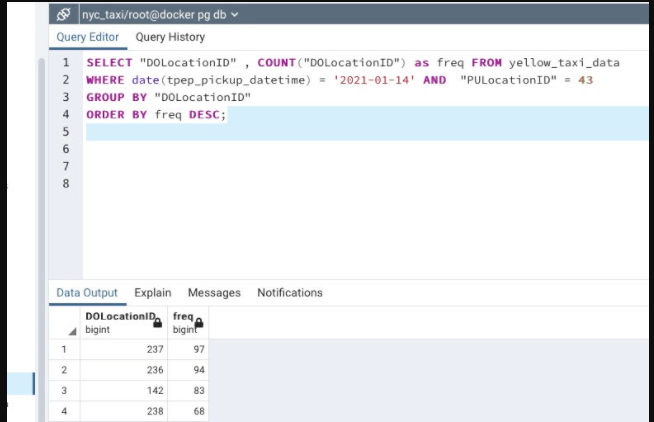 nyc_taxi/root@docker pg db
Query Editor Query History
1 SELECT "DOLocationID" , COUNT("DOLocationID") as freq FROM yellow_taxi_data
2 WHERE date(tpep_pickup_datetime) = '2021-01-14' AND "PULocationID" = 43
3 GROUP BY "DOLocationID"
4 ORDER BY freq DESC;
5
6
7
8
Data Output Explain Messages Notifications
DOLocationID freq
bigint bigint
1 237 97
2 236 94
3 142 83
4 238 68